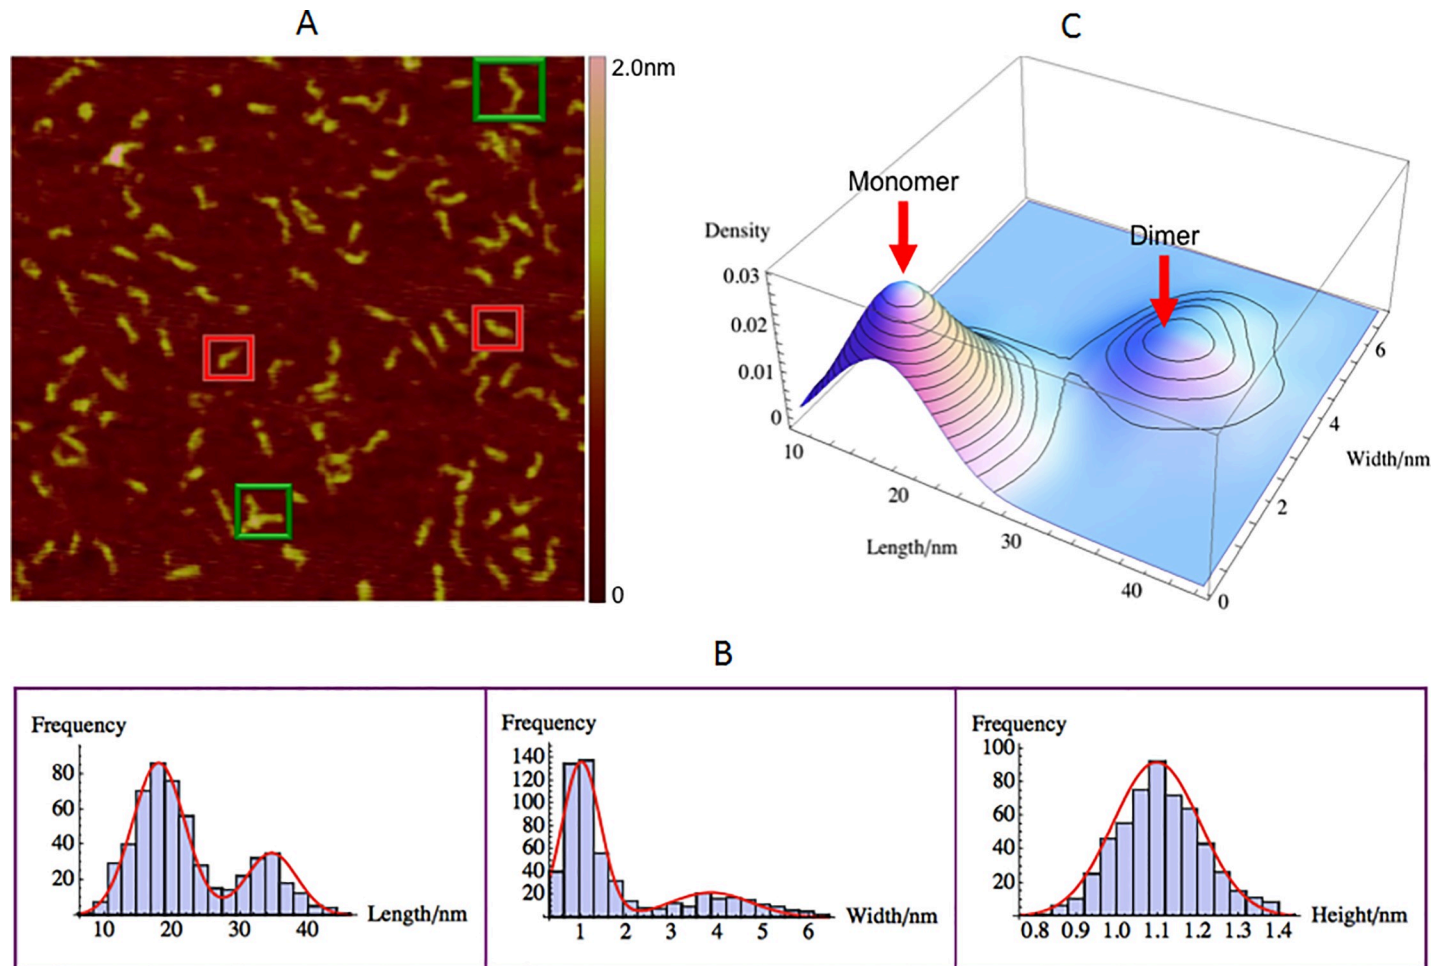 A
2.0nm
0
C
Monomer
Dimer
Density
0.03
0.02
0.01
0
10
20
30
40
Length/nm
6
4
2
0
Width/nm
B
Frequency
80
60
40
20
10 20 30 40
Length/nm
Frequency
140
120
100
80
60
40
20
1 2 3 4 5 6
Width/nm
Frequency
100
80
60
40
20
0.8 0.9 1.0 1.1 1.2 1.3 1.4
Height/nm